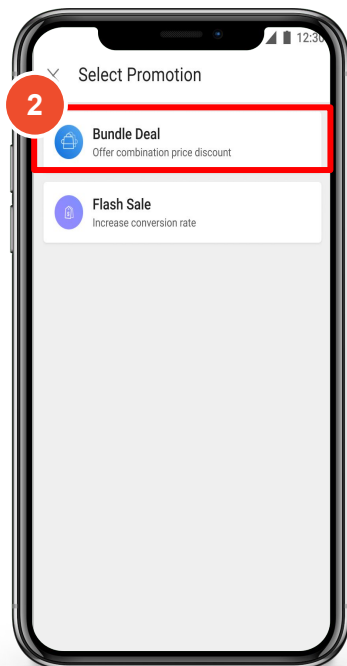 12:30
Select Promotion
2
Bundle Deal
Offer combination price discount
Flash Sale
Increase conversion rate